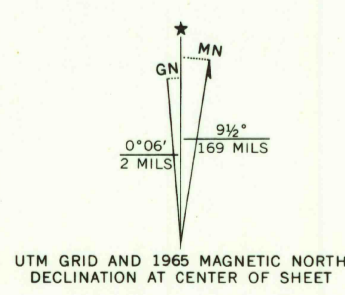 ★
MN
GN
0°06′
2 MILS
9½°
169 MILS
UTM GRID AND 1965 MAGNETIC NORTH
DECLINATION AT CENTER OF SHEET